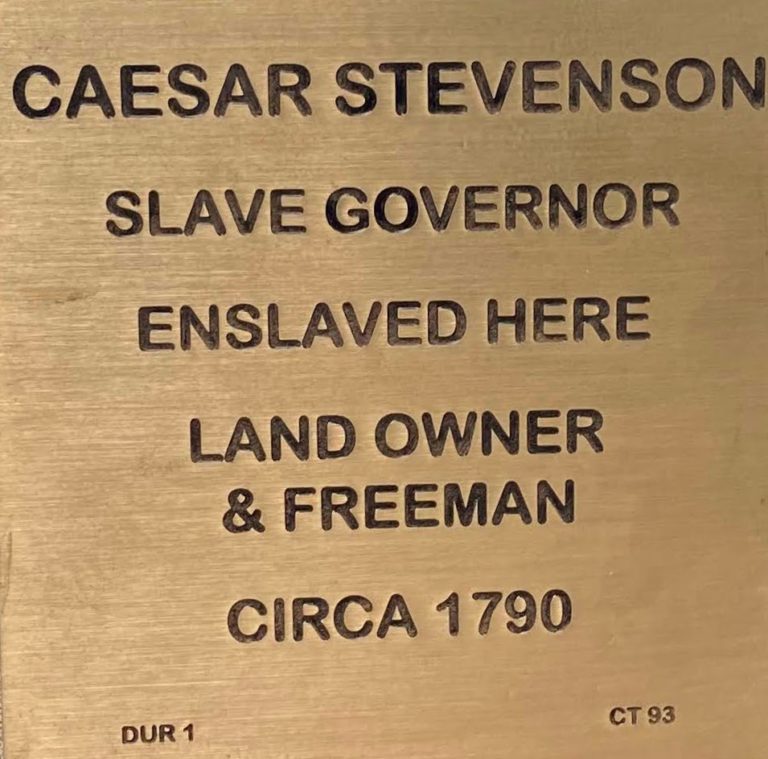 CAESAR STEVENSON
SLAVE GOVERNOR
ENSLAVED HERE
LAND OWNER
& FREEMAN
CIRCA 1790
DUR 1
CT 93